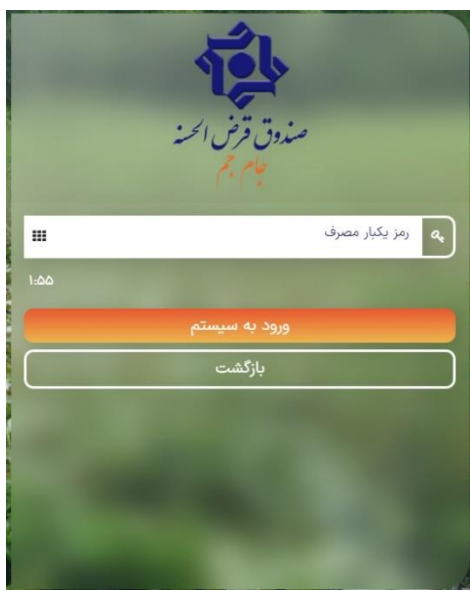 صندوق قرض الحسنه
جام جم
رمز یکبار مصرف
۱:۵۵
ورود به سیستم
بازگشت